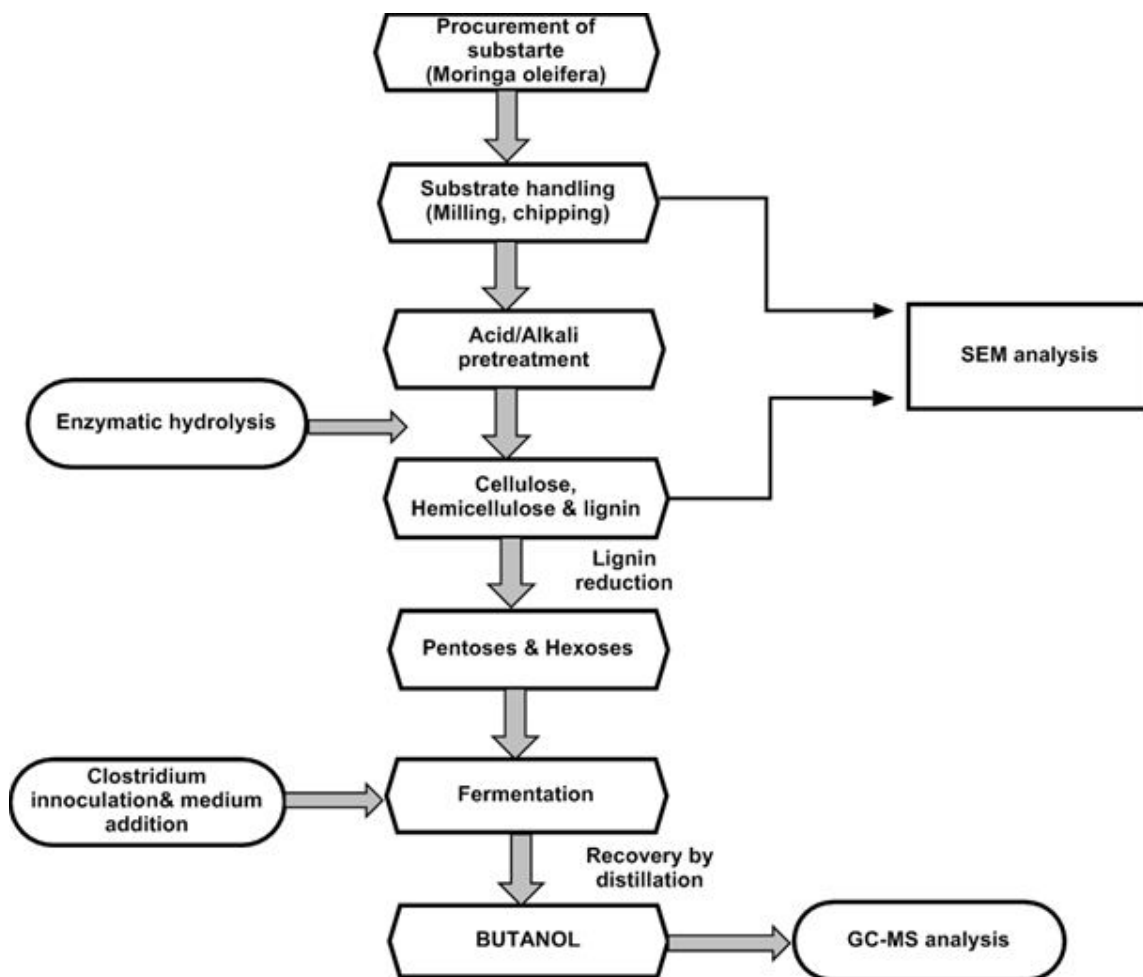 Procurement of
substarte
(Moringa oleifera)
Substrate handling
(Milling, chipping)
Acid/Alkali
pretreatment
SEM analysis
Enzymatic hydrolysis
Cellulose,
Hemicellulose & lignin
Lignin
reduction
Pentoses & Hexoses
Clostridium
innoculation& medium
addition
Fermentation
Recovery by
distillation
BUTANOL
GC-MS analysis